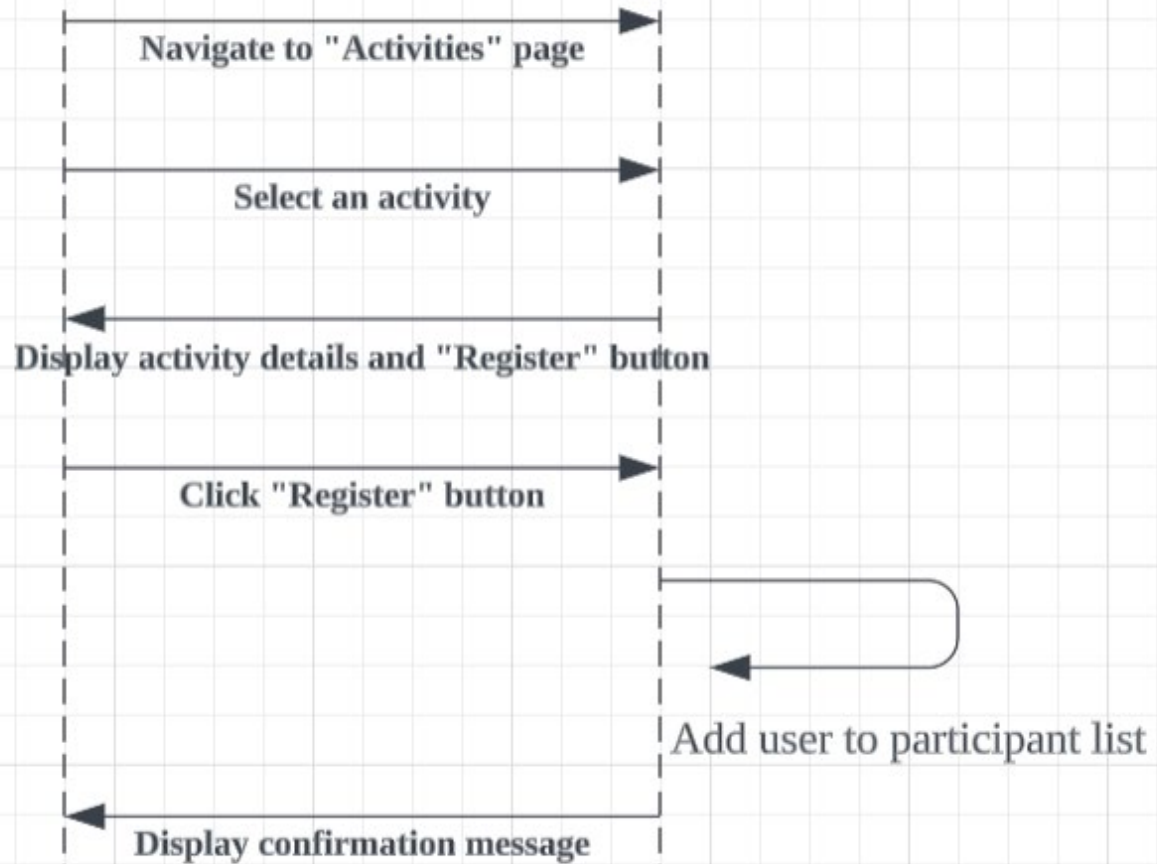 Navigate to "Activities" page
Select an activity
Display activity details and "Register" button
Click "Register" button
Add user to participant list
Display confirmation message